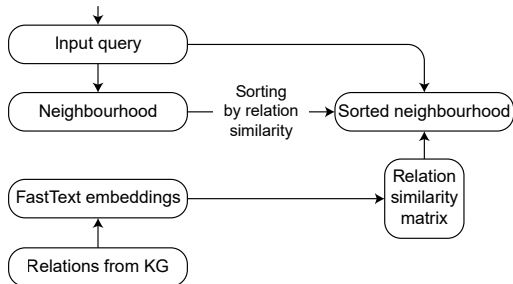 Input query
Neighbourhood
Sorting
by relation
similarity
Sorted neighbourhood
FastText embeddings
Relation
similarity
matrix
Relations from KG